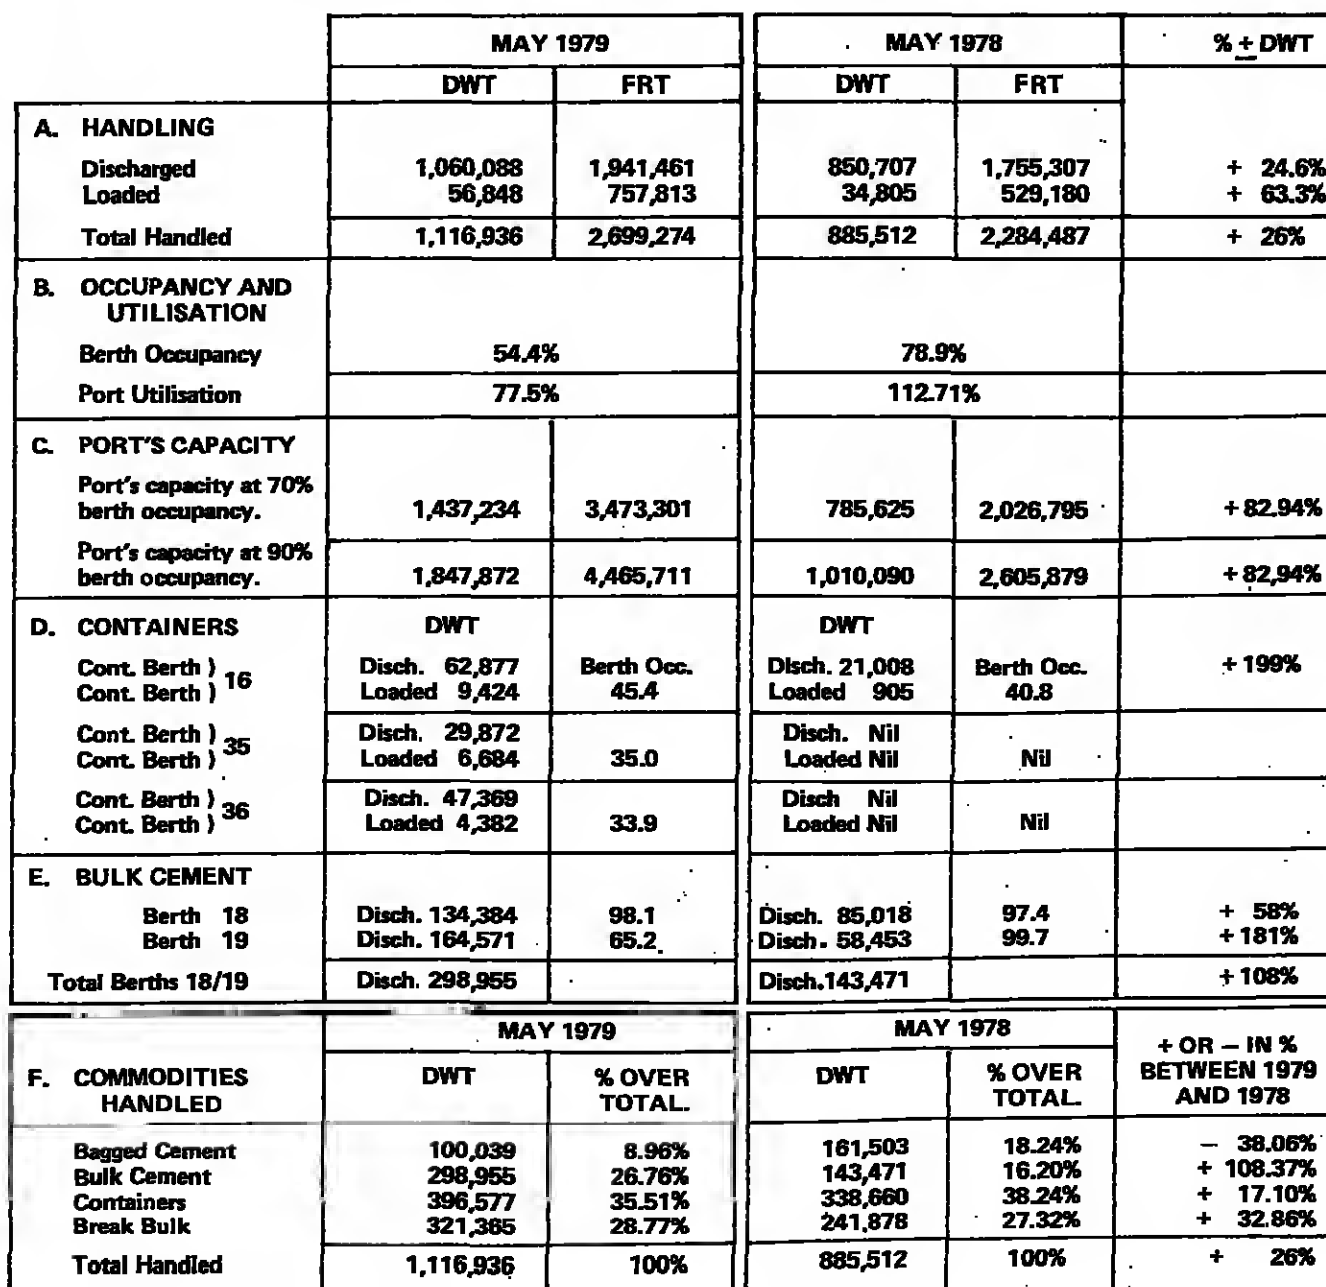 MAY 1979 MAY 1978 % ± DWT
DWT FRT DWT FRT
A. HANDLING
Discharged 1,060,088 1,941,461 850,707 1,755,307 + 24.6%
Loaded 56,848 757,813 34,805 529,180 + 63.3%
Total Handled 1,116,936 2,699,274 885,512 2,284,487 + 26%
B. OCCUPANCY AND
UTILISATION
Berth Occupancy 54.4% 78.9%
Port Utilisation 77.5% 112.71%
C. PORT'S CAPACITY
Port's capacity at 70%
berth occupancy. 1,437,234 3,473,301 785,625 2,026,795 +82.94%
Port's capacity at 90%
berth occupancy. 1,847,872 4,465,711 1,010,090 2,605,879 +82,94%
D. CONTAINERS DWT DWT
Cont. Berth ) 16 Disch. 62,877 Berth Occ. Disch. 21,008 Berth Occ. +199%
Cont. Berth ) Loaded 9,424 45.4 Loaded 905 40.8
Cont. Berth ) 35 Disch. 29,872 Disch. Nil
Cont. Berth ) Loaded 6,684 35.0 Loaded Nil Nil
Cont. Berth ) 36 Disch. 47,369 Disch Nil
Cont. Berth ) Loaded 4,382 33.9 Loaded Nil Nil
E. BULK CEMENT
Berth 18 Disch. 134,384 98.1 Disch. 85,018 97.4 + 58%
Berth 19 Disch. 164,571 65.2 Disch. 58,453 99.7 +181%
Total Berths 18/19 Disch. 298,955 Disch.143,471 +108%
MAY 1979 MAY 1978 + OR – IN %
BETWEEN 1979
AND 1978
F. COMMODITIES DWT % OVER DWT % OVER
HANDLED TOTAL. TOTAL.
Bagged Cement 100,039 8.96% 161,503 18.24% – 38.06%
Bulk Cement 298,955 26.76% 143,471 16.20% + 108.37%
Containers 396,577 35.51% 338,660 38.24% + 17.10%
Break Bulk 321,365 28.77% 241,878 27.32% + 32.86%
Total Handled 1,116,936 100% 885,512 100% + 26%